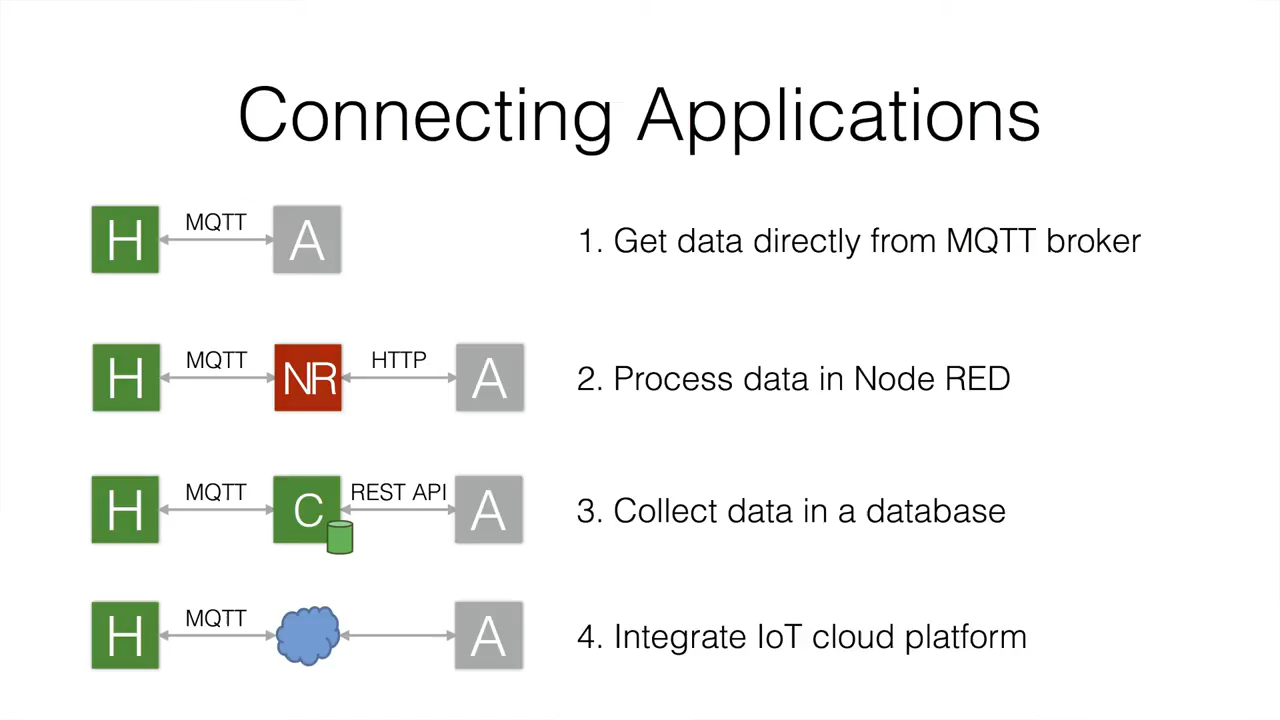 Connecting Applications
H MQTT A
1. Get data directly from MQTT broker
H MQTT NR HTTP A
2. Process data in Node RED
H MQTT C REST API A
3. Collect data in a database
H MQTT A
4. Integrate IoT cloud platform